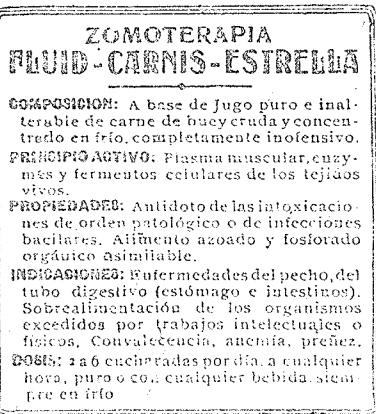 ZOMOTERAPIA
FLUID-CARNIS-ESTRELLA
COMPOSICION: A base de Jugo puro e inal-
terable de carne de buey cruda y concen-
trado en frío, completamente inofensivo.
PRINCIPIO ACTIVO: Plasma muscular, enzy-
mes y fermentos celulares de los tejidos
vivos.
PROPIEDADES: Antídoto de las intoxicacio-
nes de orden patológico o de infecciones
bacilares. Alimento azoado y fosforado
orgánico asimilable.
INDICACIONES: Enfermedades del pecho, del
tubo digestivo (estómago e intestinos).
Sobrealimentación de los organismos
excedidos por trabajos intelectuales o
físicos, Convalecencia, anemia, preñez.
DOSIS: 2 a 6 cucharadas por día, a cualquier
hora, puro o con cualquier bebida siem-
pre en frío